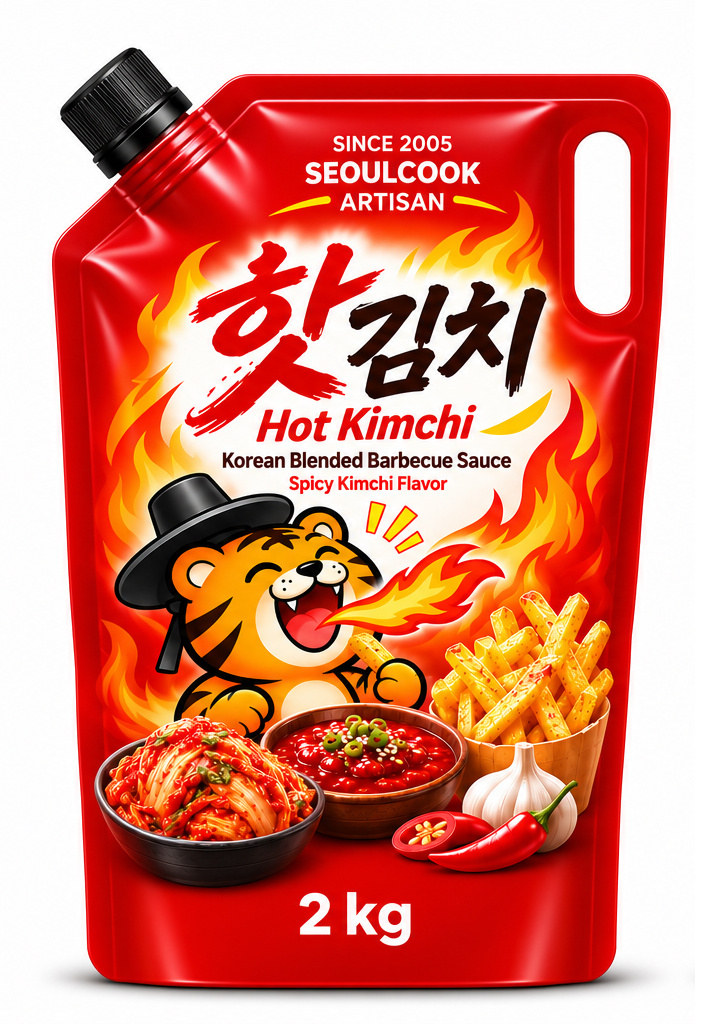 SINCE 2005
SEOULCOOK
ARTISAN
핫김치
Hot Kimchi
Korean Blended Barbecue Sauce
Spicy Kimchi Flavor
2 kg